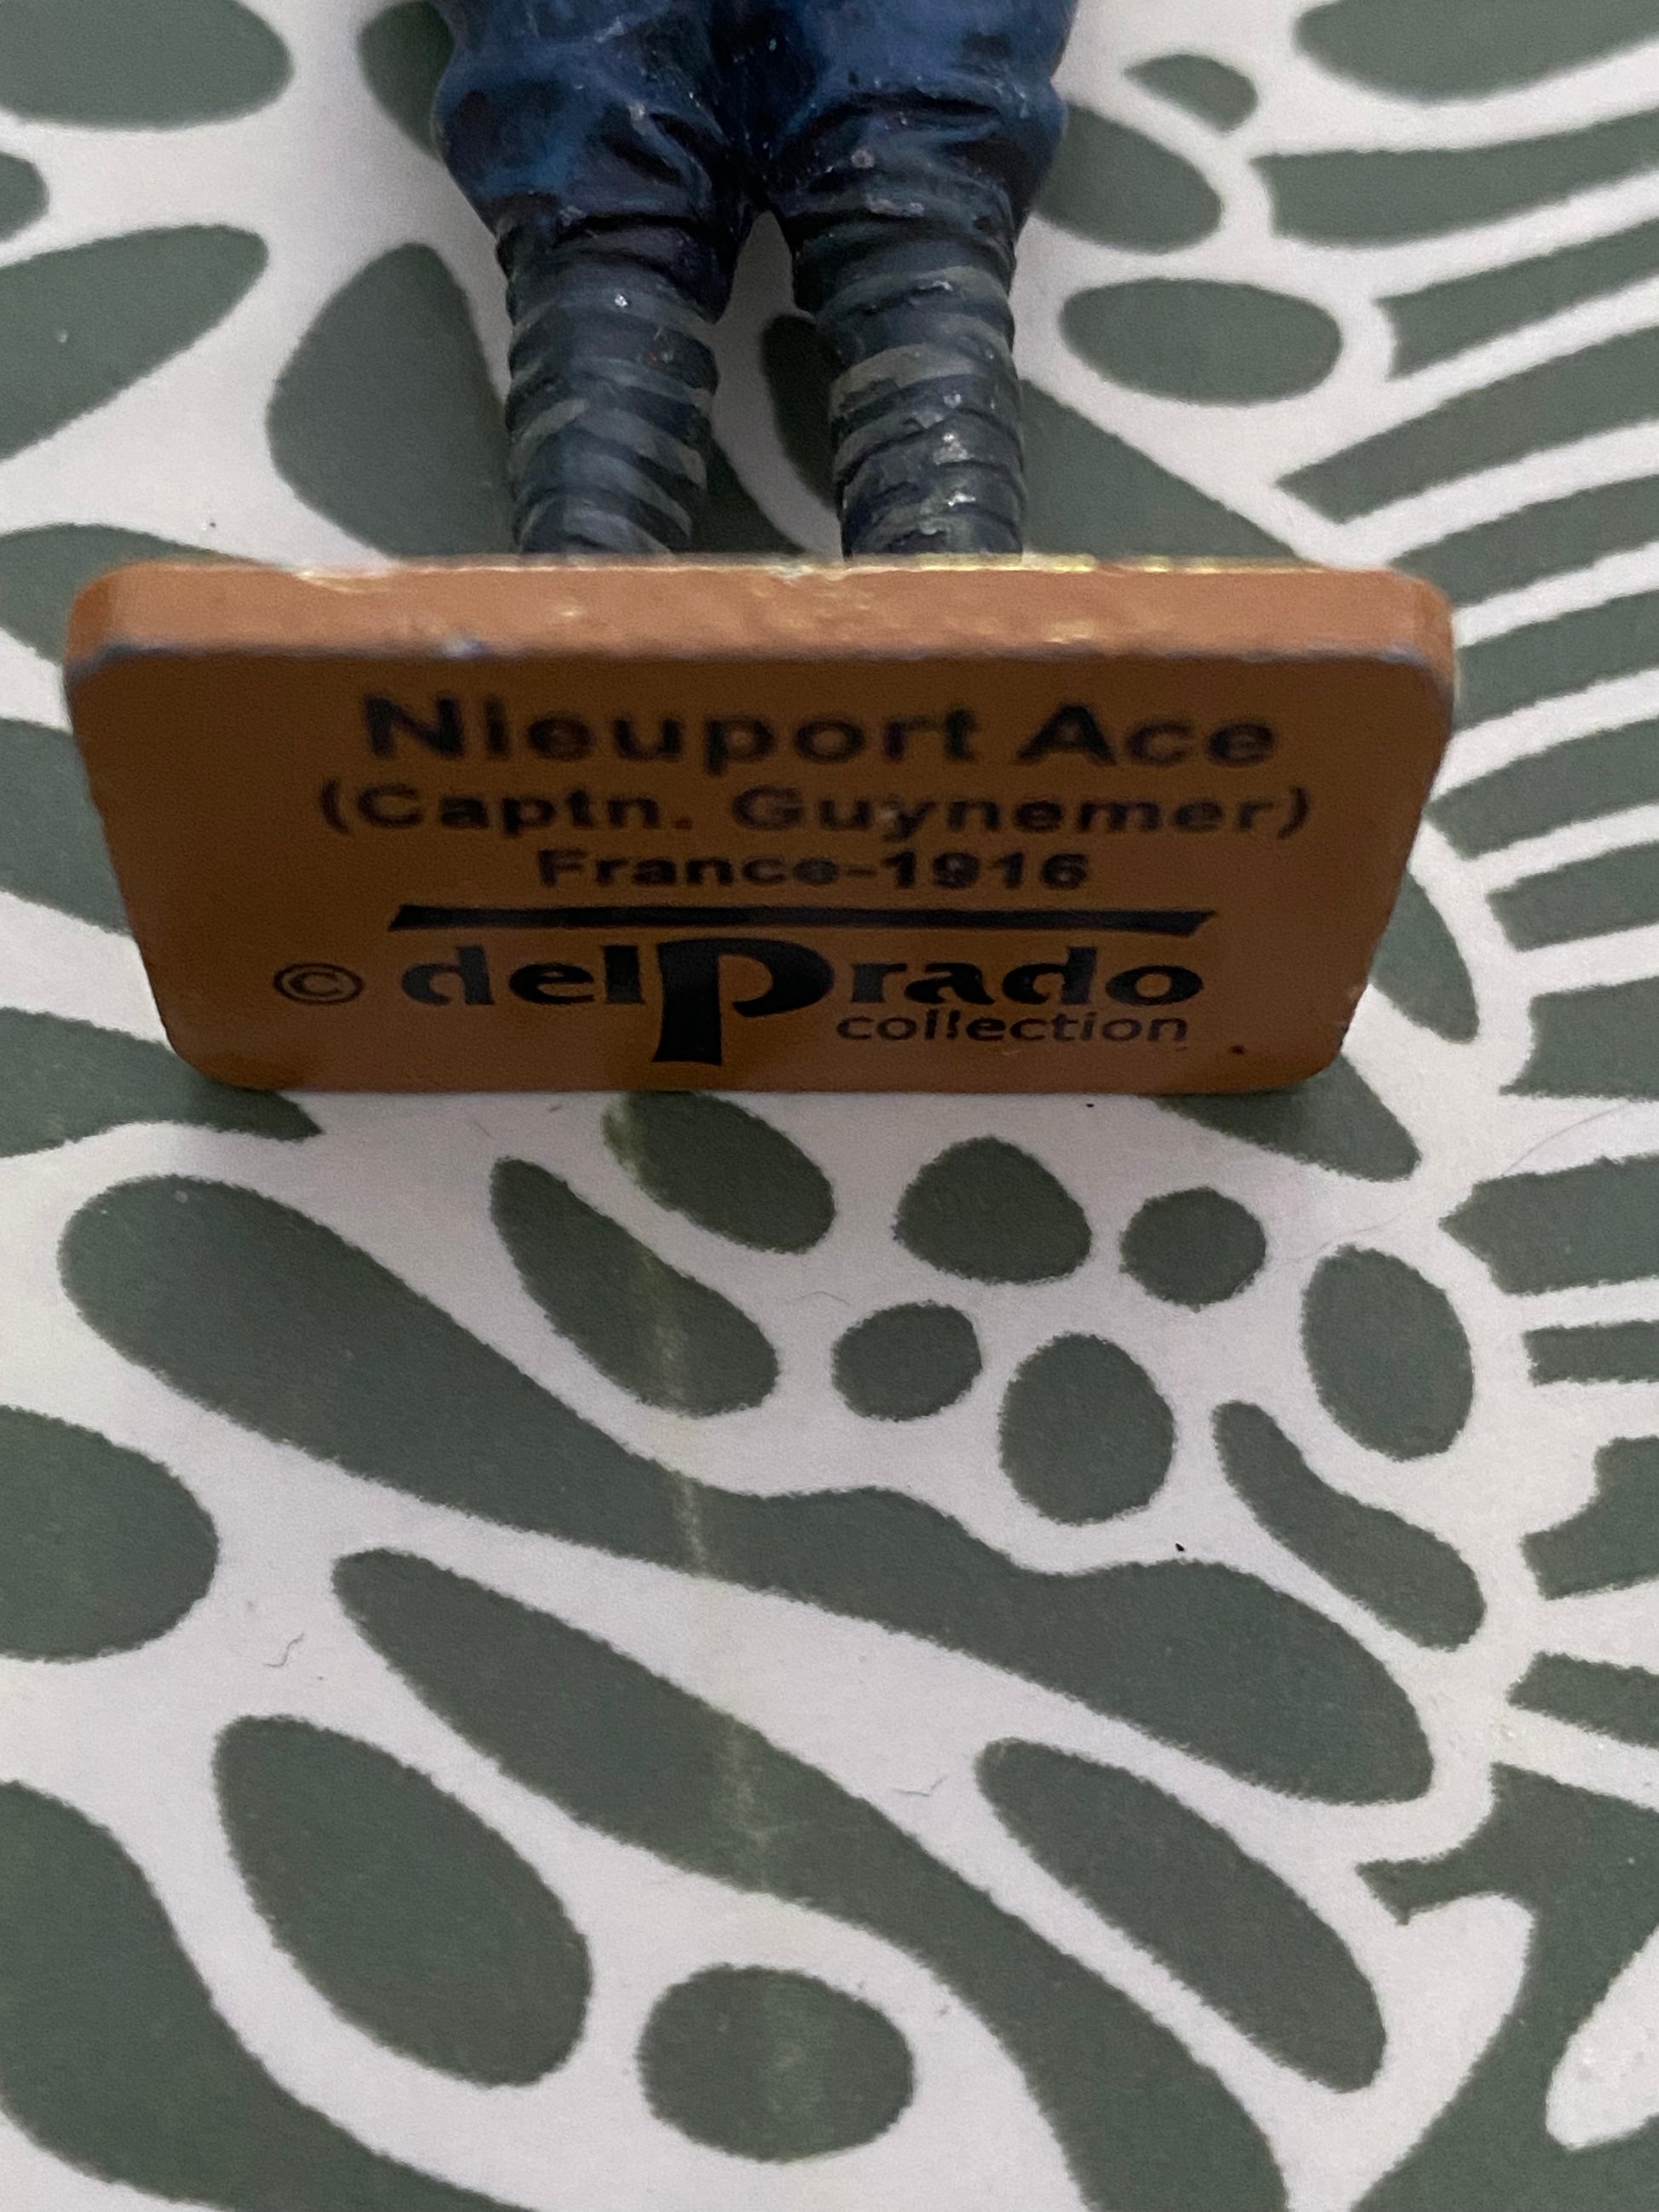 Nieuport Ace
(Captn. Guynemer)
France-1916
© delPrado
collection